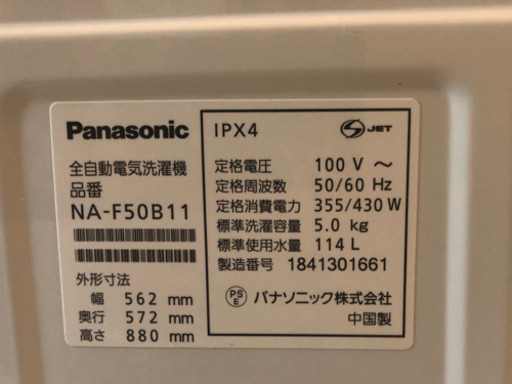 Panasonic
全自動電気洗濯機
品番
NA-F50B11
外形寸法
幅 562 mm
奥行 572 mm
高さ 880 mm
IPX4
S JET
定格電圧 100 V ～
定格周波数 50/60 Hz
定格消費電力 355/430 W
標準洗濯容量 5.0 kg
標準使用水量 114 L
製造番号 1841301661
PS E パナソニック株式会社
中国製